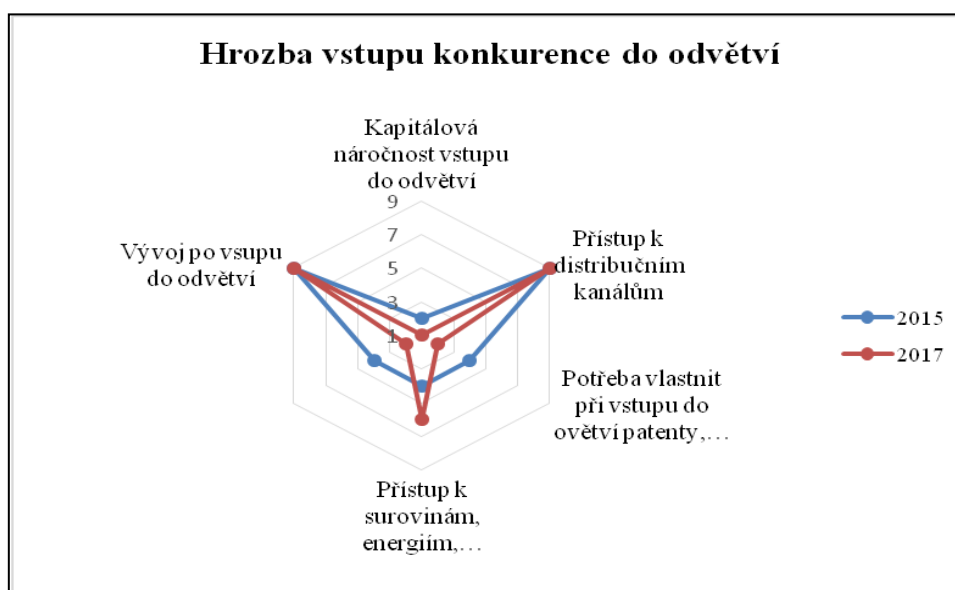 Hrozba vstupu konkurence do odvětví
Kapitálová
náročnost vstupu
do odvětví
9
7
5
3
1
Přístup k
distribučním
kanálům
Potřeba vlastnit
při vstupu do
ovětví patenty,…
Přístup k
surovinám,
energiím,…
Vývoj po vsupu
do odvětví
2015
2017